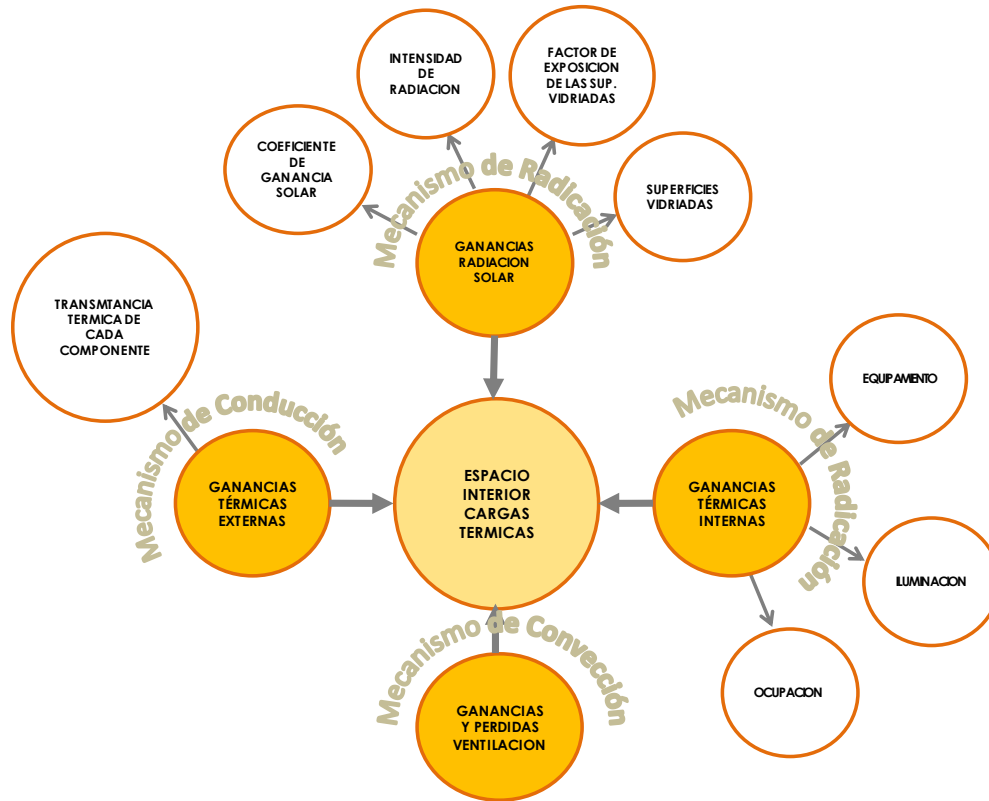 INTENSIDAD
DE
RADIACION
FACTOR DE
EXPOSICION
DE LAS SUP.
VIDRIADAS
COEFICIENTE
DE
GANANCIA
SOLAR
SUPERFICIES
VIDRIADAS
Mecanismo de Radicación
GANANCIAS
RADIACION
SOLAR
TRANSMTANCIA
TERMICA DE
CADA
COMPONENTE
EQUIPAMENTO
Mecanismo de Conducción
GANANCIAS
TÉRMICAS
EXTERNAS
ESPACIO
INTERIOR
CARGAS
TERMICAS
Mecanismo de Radicación
GANANCIAS
TÉRMICAS
INTERNAS
ILUMINACION
OCUPACION
Mecanismo de Convección
GANANCIAS
Y PERDIDAS
VENTILACION